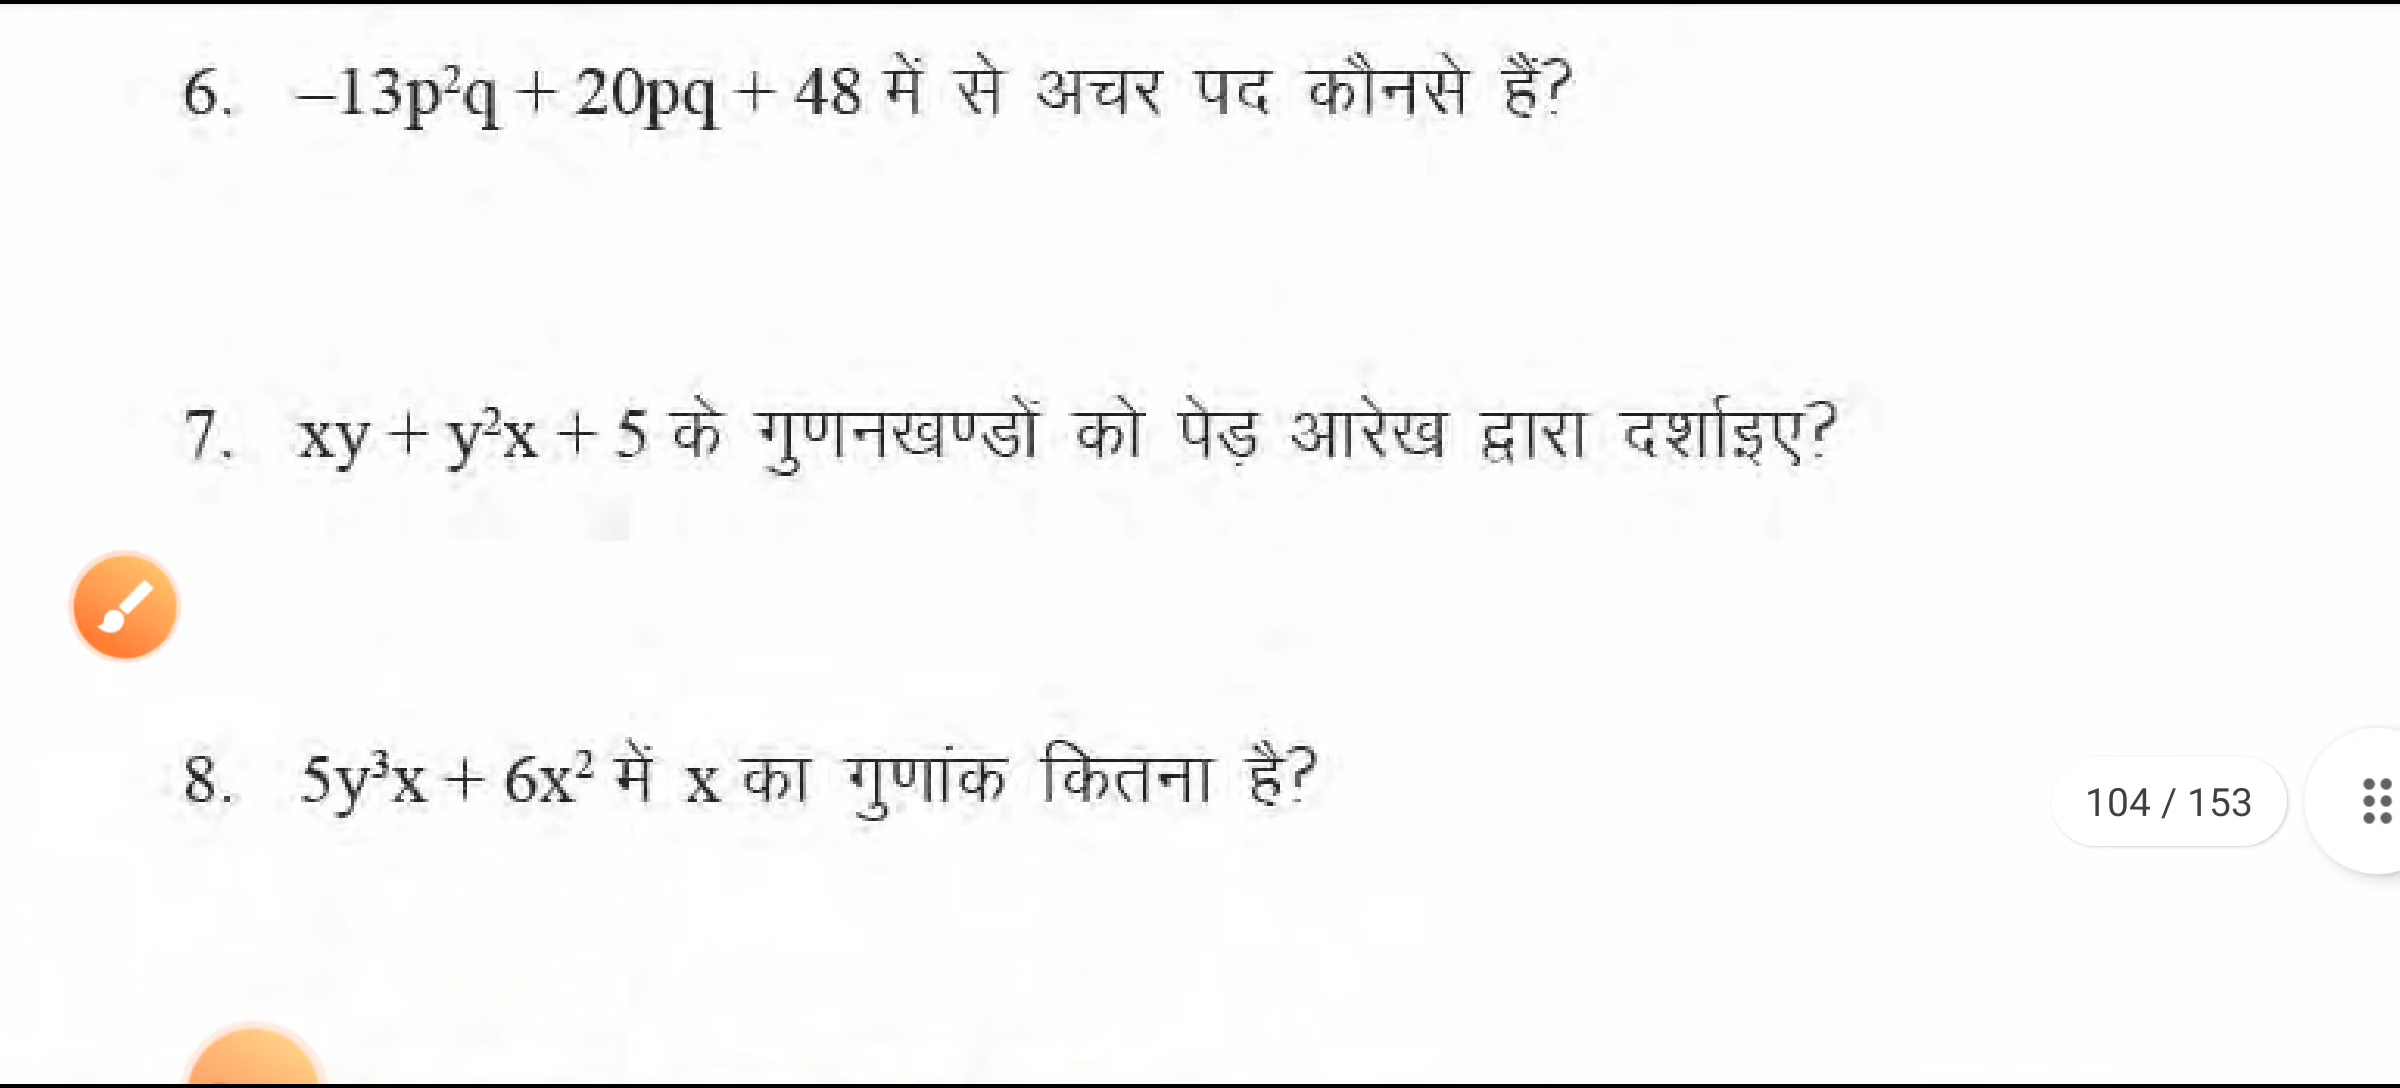 6. –13p²q + 20pq + 48 में से अचर पद कौनसे हैं?
7. xy + y²x + 5 के गुणनखण्डों को पेड़ आरेख द्वारा दर्शाइए?
8. 5y³x + 6x² में x का गुणांक कितना है?
104 / 153